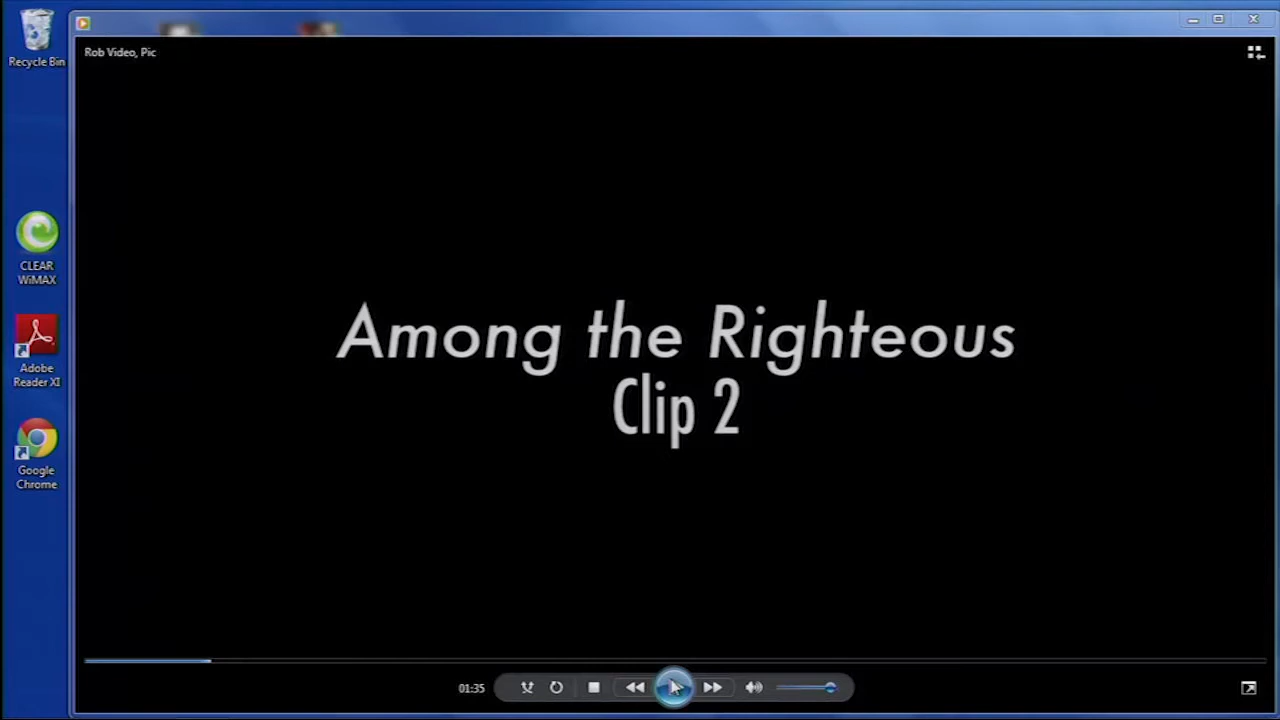 Recycle Bin
Rob Video, Pic
CLEAR
WiMAX
Adobe
Reader XI
Google
Chrome
Among the Righteous
Clip 2
01:35